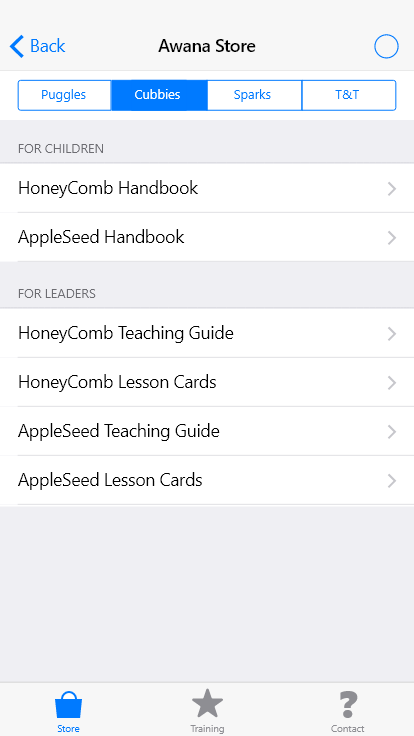 Back
Awana Store
Puggles
Cubbies
Sparks
T&T
FOR CHILDREN
HoneyComb Handbook
AppleSeed Handbook
FOR LEADERS
HoneyComb Teaching Guide
HoneyComb Lesson Cards
AppleSeed Teaching Guide
AppleSeed Lesson Cards
Store
Training
Contact